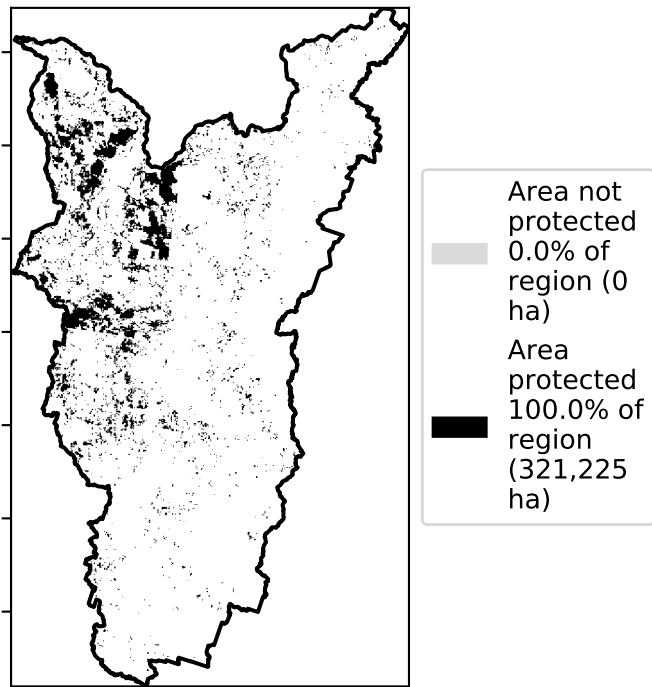 Area not
protected
0.0% of
region (0
ha)
Area
protected
100.0% of
region
(321,225
ha)